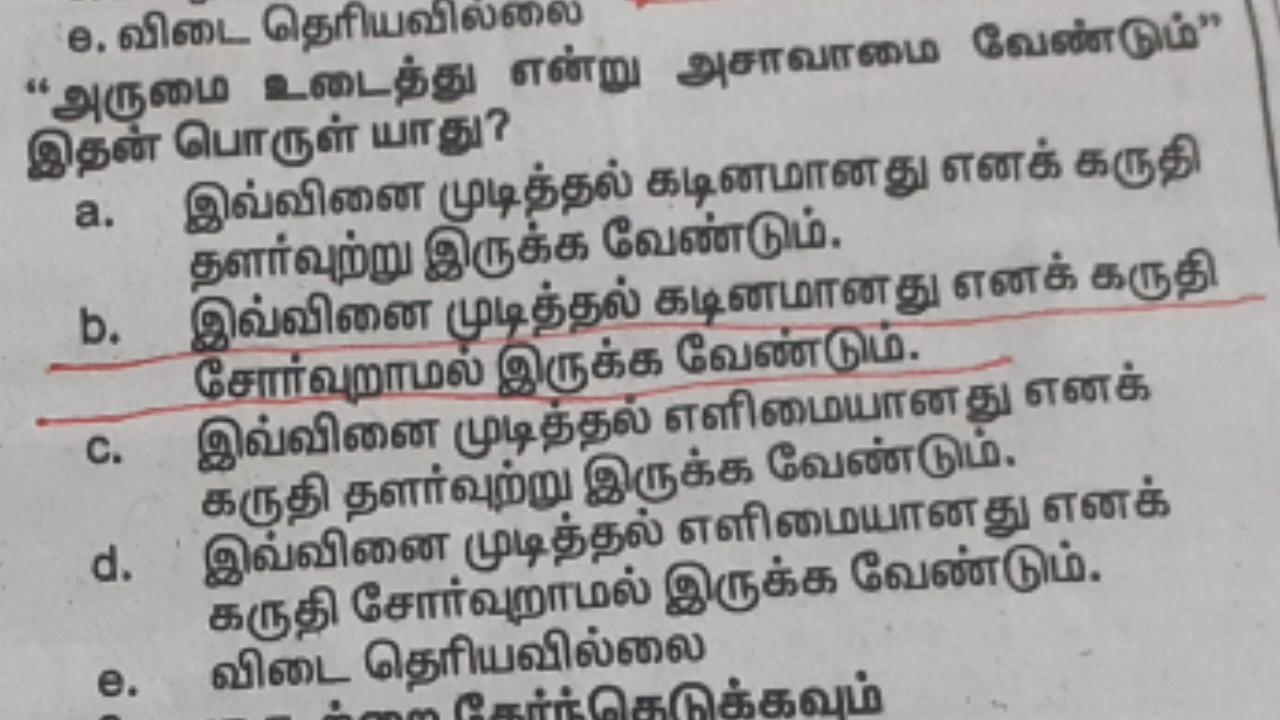 e. விடை தெரியவில்லை
“அருமை உடைத்து என்று அசாவாமை வேண்டும்”
இதன் பொருள் யாது?
a. இவ்வினை முடித்தல் கடினமானது எனக் கருதி
தளர்வுற்று இருக்க வேண்டும்.
b. இவ்வினை முடித்தல் கடினமானது எனக் கருதி
சோர்வுறாமல் இருக்க வேண்டும்.
c. இவ்வினை முடித்தல் எளிமையானது எனக்
கருதி தளர்வுற்று இருக்க வேண்டும்.
d. இவ்வினை முடித்தல் எளிமையானது எனக்
கருதி சோர்வுறாமல் இருக்க வேண்டும்.
e. விடை தெரியவில்லை
தேர்ந்தெடுக்கவும்